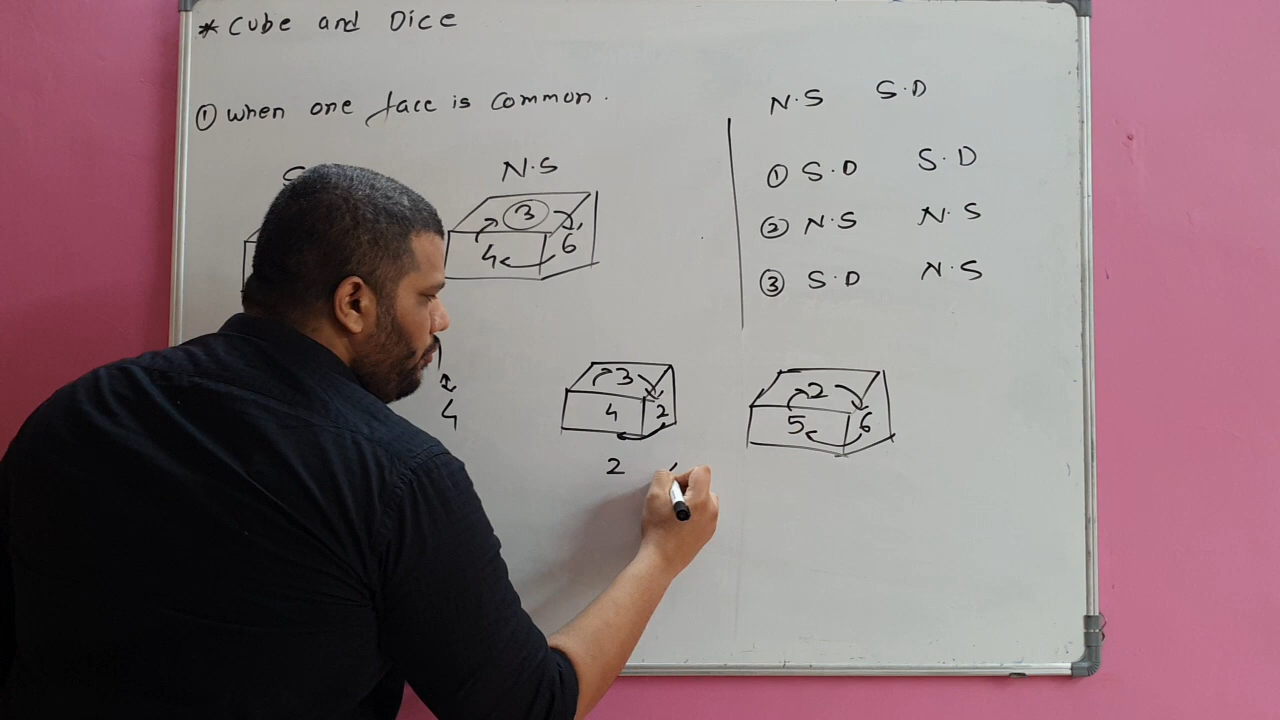 * Cube and Dice
① When one face is common.
N.S
3
4 6
4
3
4 2
2
2
5 6
N.S S.D
① S.D S.D
② N.S N.S
③ S.D N.S